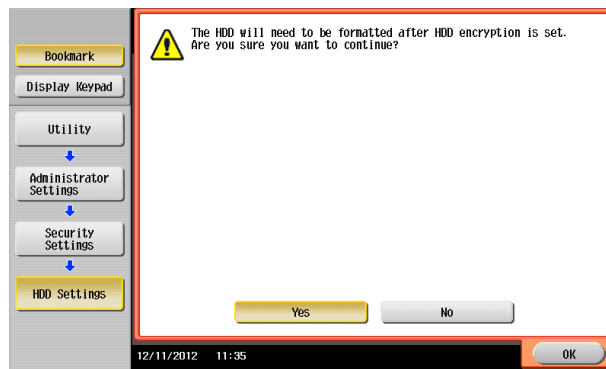 The HDD will need to be formatted after HDD encryption is set.
Are you sure you want to continue?
Bookmark
Display Keypad
Utility
Administrator
Settings
Security
Settings
HDD Settings
Yes
No
12/11/2012 11:35
OK